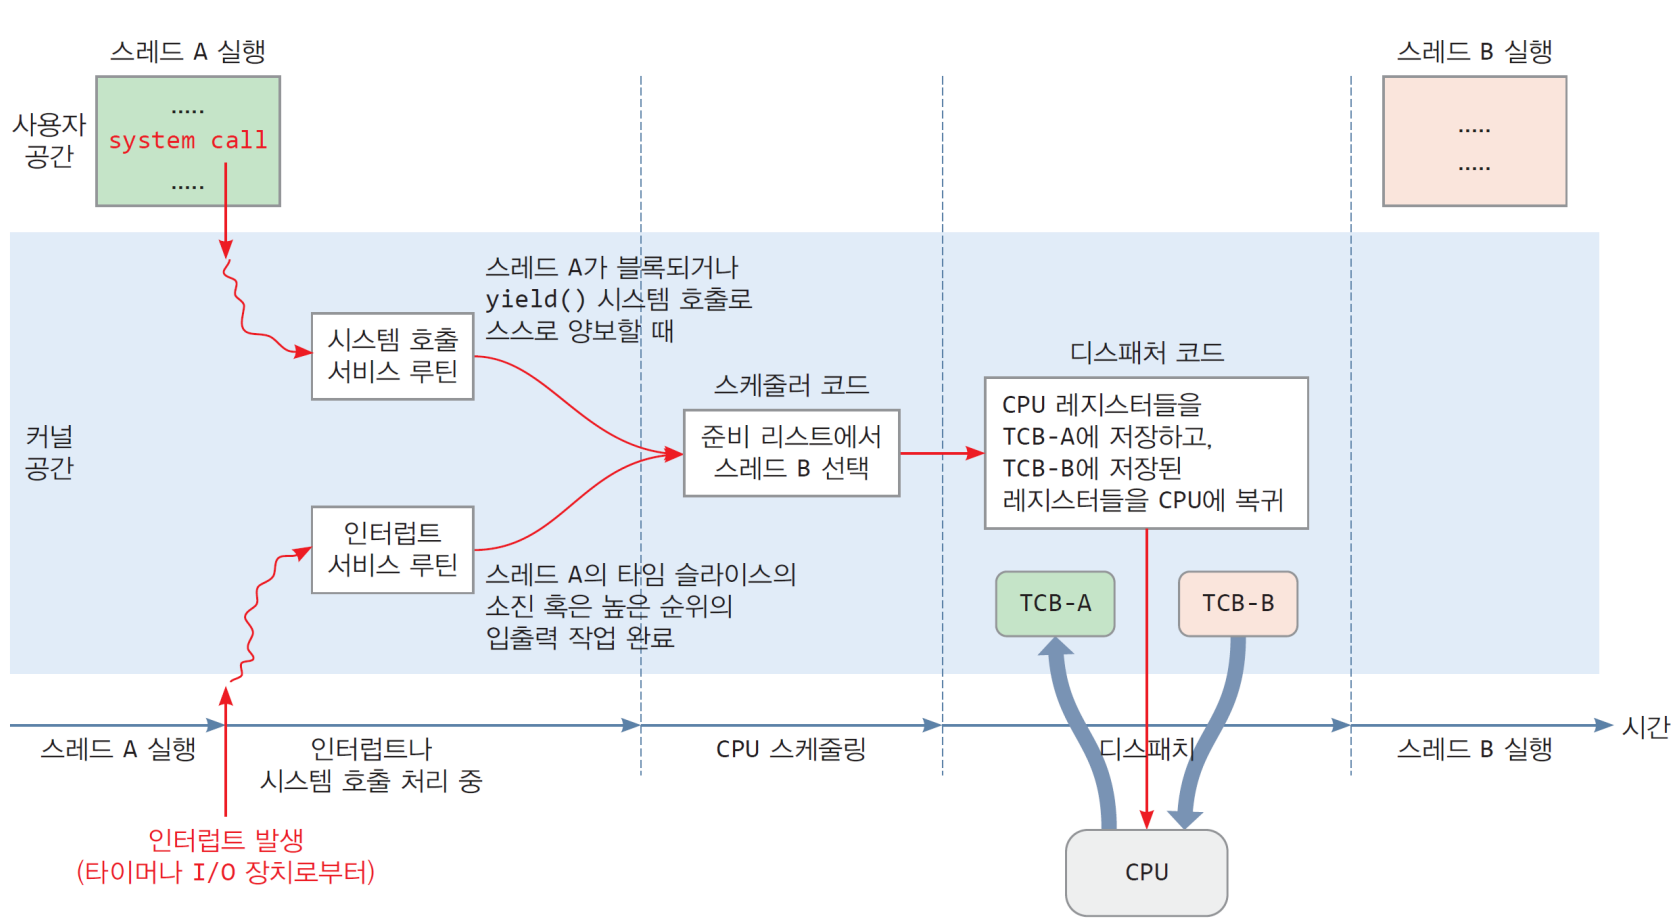 스레드 A 실행
스레드 B 실행
사용자
공간
.....
system call
.....
.....
.....
스레드 A가 블록되거나
yield() 시스템 호출로
스스로 양보할 때
시스템 호출
서비스 루틴
디스패처 코드
스케줄러 코드
CPU 레지스터들을
TCB-A에 저장하고,
TCB-B에 저장된
레지스터들을 CPU에 복귀
준비 리스트에서
스레드 B 선택
커널
공간
인터럽트
서비스 루틴
스레드 A의 타임 슬라이스의
소진 혹은 높은 순위의
입출력 작업 완료
TCB-A
TCB-B
시간
스레드 A 실행
인터럽트나
시스템 호출 처리 중
CPU 스케줄링
디스패치
스레드 B 실행
인터럽트 발생
(타이머나 I/O 장치로부터)
CPU